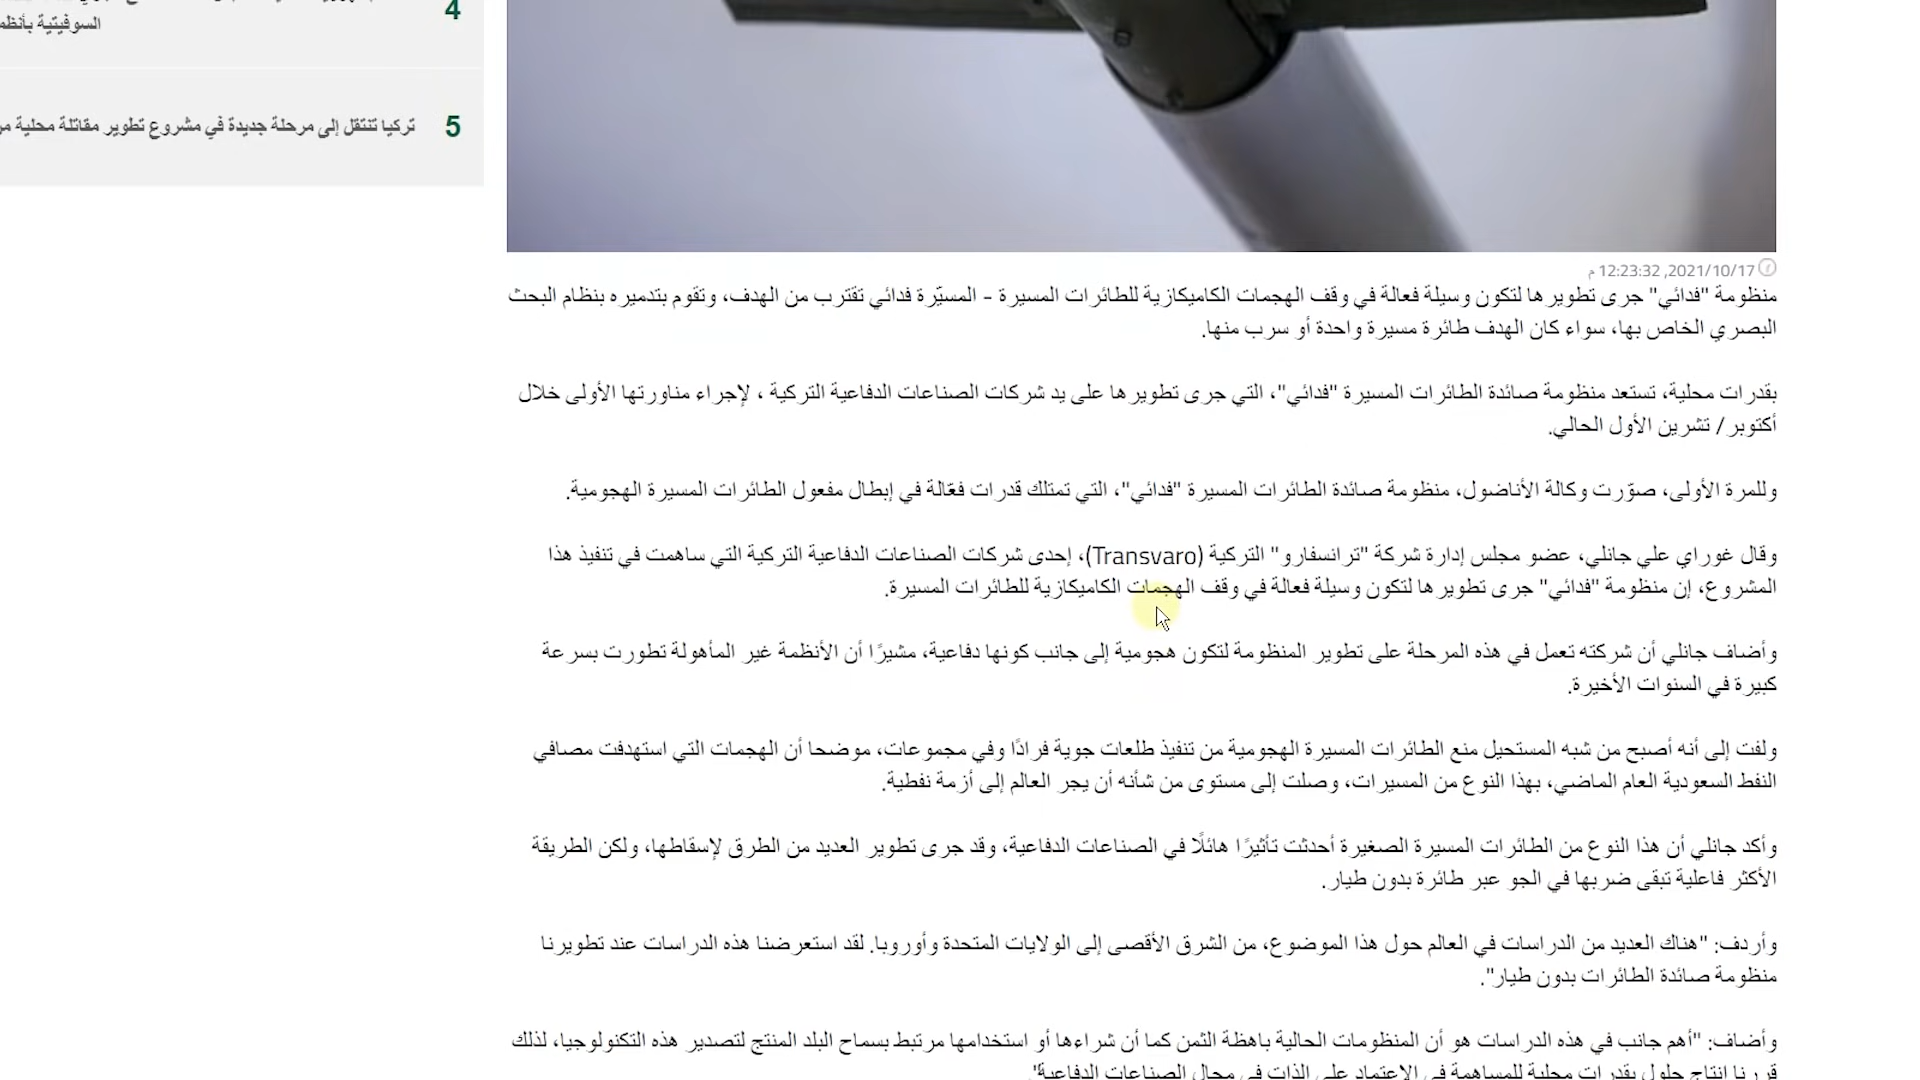 2021/10/17, 12:23:32 م
منظومة "فدائي" جرى تطويرها لتكون وسيلة فعالة في وقف الهجمات الكاميكازية للطائرات المسيرة - المسيّرة فدائي تقترب من الهدف، وتقوم بتدميره بنظام البحث
البصري الخاص بها، سواء كان الهدف طائرة مسيرة واحدة أو سرب منها.
بقدرات محلية، تستعد منظومة صائدة الطائرات المسيرة "فدائي"، التي جرى تطويرها على يد شركات الصناعات الدفاعية التركية ، لإجراء مناورتها الأولى خلال
أكتوبر/ تشرين الأول الحالي.
وللمرة الأولى، صوّرت وكالة الأناضول، منظومة صائدة الطائرات المسيرة "فدائي"، التي تمتلك قدرات فعّالة في إبطال مفعول الطائرات المسيرة الهجومية.
وقال غوراي علي جانلي، عضو مجلس إدارة شركة "ترانسفارو" التركية (Transvaro)، إحدى شركات الصناعات الدفاعية التركية التي ساهمت في تنفيذ هذا
المشروع، إن منظومة "فدائي" جرى تطويرها لتكون وسيلة فعالة في وقف الهجمات الكاميكازية للطائرات المسيرة.
وأضاف جانلي أن شركته تعمل في هذه المرحلة على تطوير المنظومة لتكون هجومية إلى جانب كونها دفاعية، مشيرًا أن الأنظمة غير المأهولة تطورت بسرعة
كبيرة في السنوات الأخيرة.
ولفت إلى أنه أصبح من شبه المستحيل منع الطائرات المسيرة الهجومية من تنفيذ طلعات جوية فرادًا وفي مجموعات، موضحا أن الهجمات التي استهدفت مصافي
النفط السعودية العام الماضي، بهذا النوع من المسيرات، وصلت إلى مستوى من شأنه أن يجر العالم إلى أزمة نفطية.
وأكد جانلي أن هذا النوع من الطائرات المسيرة الصغيرة أحدثت تأثيرًا هائلًا في الصناعات الدفاعية، وقد جرى تطوير العديد من الطرق لإسقاطها، ولكن الطريقة
الأكثر فاعلية تبقى ضربها في الجو عبر طائرة بدون طيار.
وأردف: "هناك العديد من الدراسات في العالم حول هذا الموضوع، من الشرق الأقصى إلى الولايات المتحدة وأوروبا. لقد استعرضنا هذه الدراسات عند تطويرنا
منظومة صائدة الطائرات بدون طيار".
وأضاف: "أهم جانب في هذه الدراسات هو أن المنظومات الحالية باهظة الثمن كما أن شراءها أو استخدامها مرتبط بسماح البلد المنتج لتصدير هذه التكنولوجيا، لذلك
قررنا إنتاج حلول بقدرات محلية للمساهمة في الاعتماد على الذات في مجال الصناعات الدفاعية".
4
السوفيتية
5 تركيا تنتقل إلى مرحلة جديدة في مشروع تطوير مقاتلة محلية